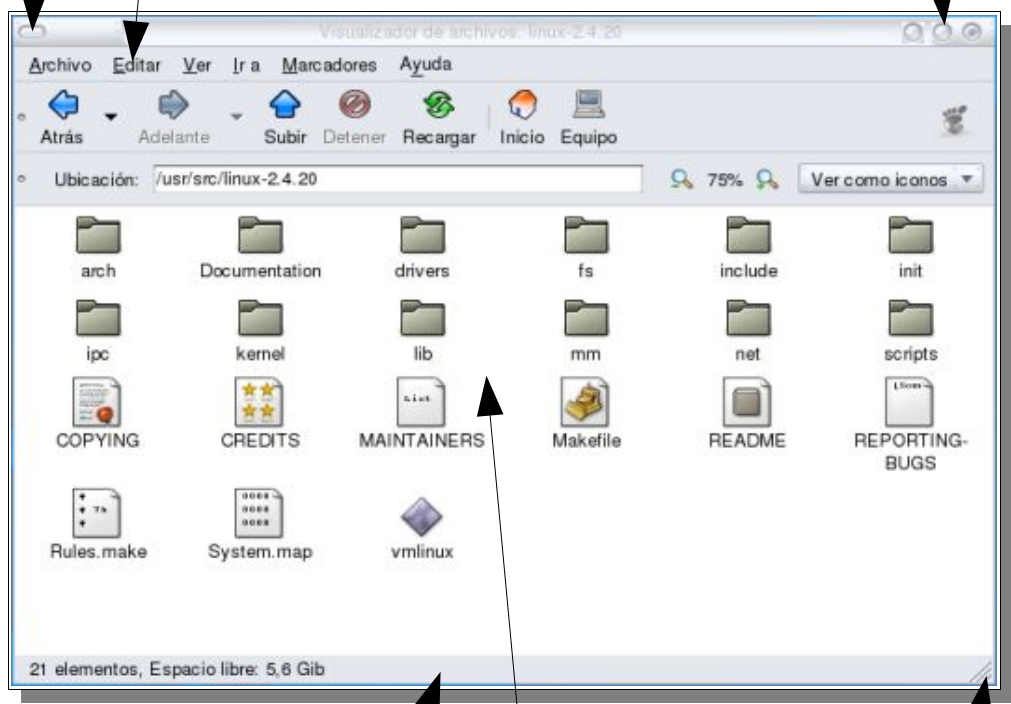 Visualizador de archivos: linux-2.4.20
Archivo Editar Ver Ir a Marcadores Ayuda
Atrás Adelante Subir Detener Recargar Inicio Equipo
Ubicación: /usr/src/linux-2.4.20 75% Ver como iconos
arch Documentation drivers fs include init
ipc kernel lib mm net scripts
COPYING CREDITS MAINTAINERS Makefile README REPORTING-
BUGS
Rules.make System.map vmlinux
21 elementos, Espacio libre: 5,6 Gib